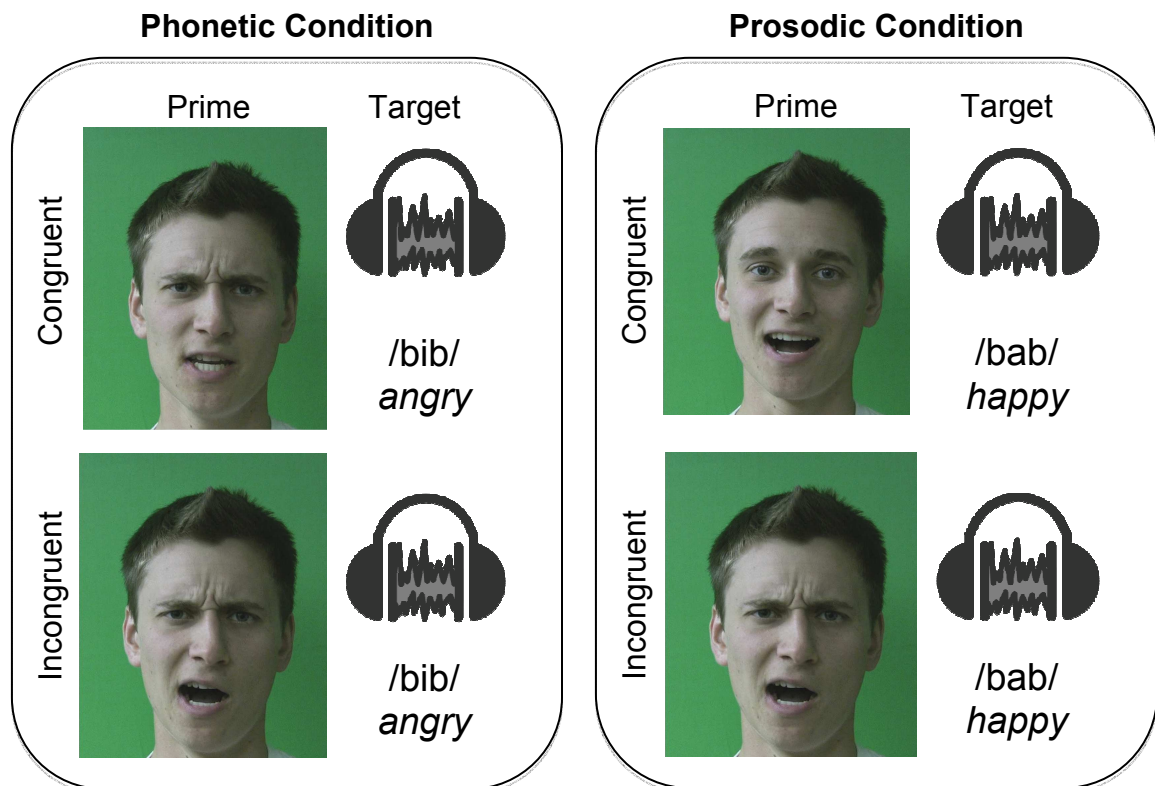 Phonetic Condition
Prime Target
Congruent
/bib/
angry
Incongruent
/bib/
angry
Prosodic Condition
Prime Target
Congruent
/bab/
happy
Incongruent
/bab/
happy